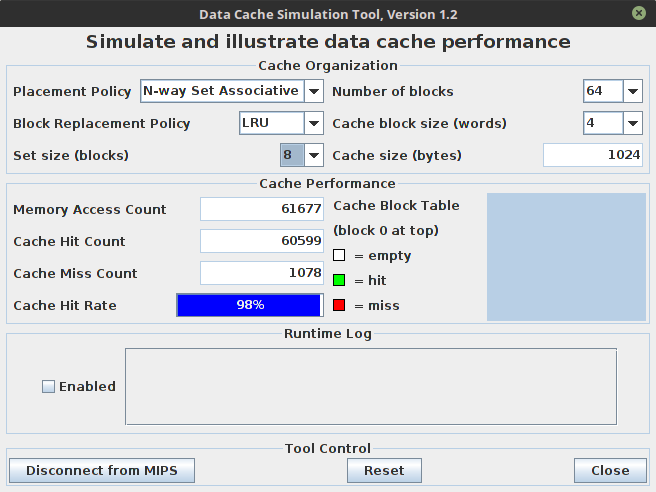 Data Cache Simulation Tool, Version 1.2
Simulate and illustrate data cache performance
Cache Organization
Placement Policy N-way Set Associative Number of blocks 64
Block Replacement Policy LRU Cache block size (words) 4
Set size (blocks) 8 Cache size (bytes) 1024
Cache Performance
Memory Access Count 61677 Cache Block Table
(block 0 at top)
Cache Hit Count 60599
= empty
Cache Miss Count 1078
= hit
Cache Hit Rate 98% = miss
Runtime Log
Enabled
Tool Control
Disconnect from MIPS Reset Close